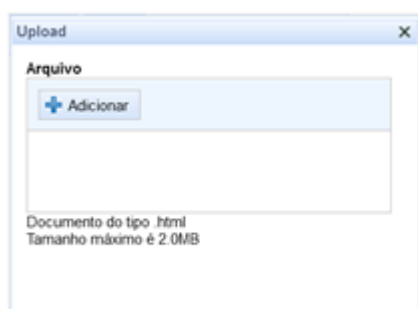 Upload
Arquivo
Adicionar
Documento do tipo .html
Tamanho máximo é 2.0MB